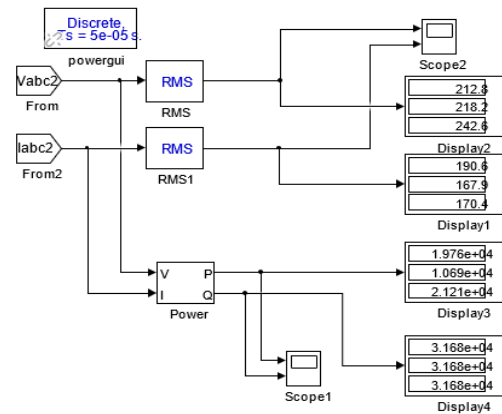 Discrete,
Ts = 5e-05 s.
powergui
Vabc2
From
RMS
RMS
Scope2
212.8
218.2
242.6
Display2
Iabc2
From2
RMS
RMS1
190.6
167.9
170.4
Display1
V
I
P
Q
Power
1.976e+04
1.069e+04
2.121e+04
Display3
Scope1
3.168e+04
3.168e+04
3.168e+04
Display4